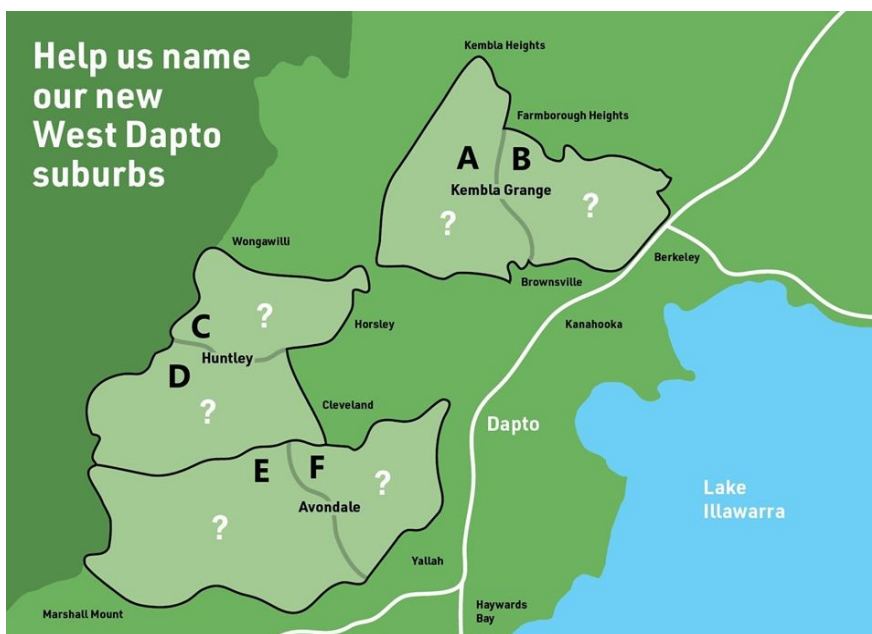 Help us name
our new
West Dapto
suburbs
Kembla Heights
Farmborough Heights
A
B
Kembla Grange
?
?
Wongawilli
Brownsville
Berkeley
C
?
Horsley
Kanahooka
Huntley
D
?
Cleveland
Dapto
E
F
?
Avondale
?
Lake
Illawarra
Yallah
Marshall Mount
Haywards
Bay